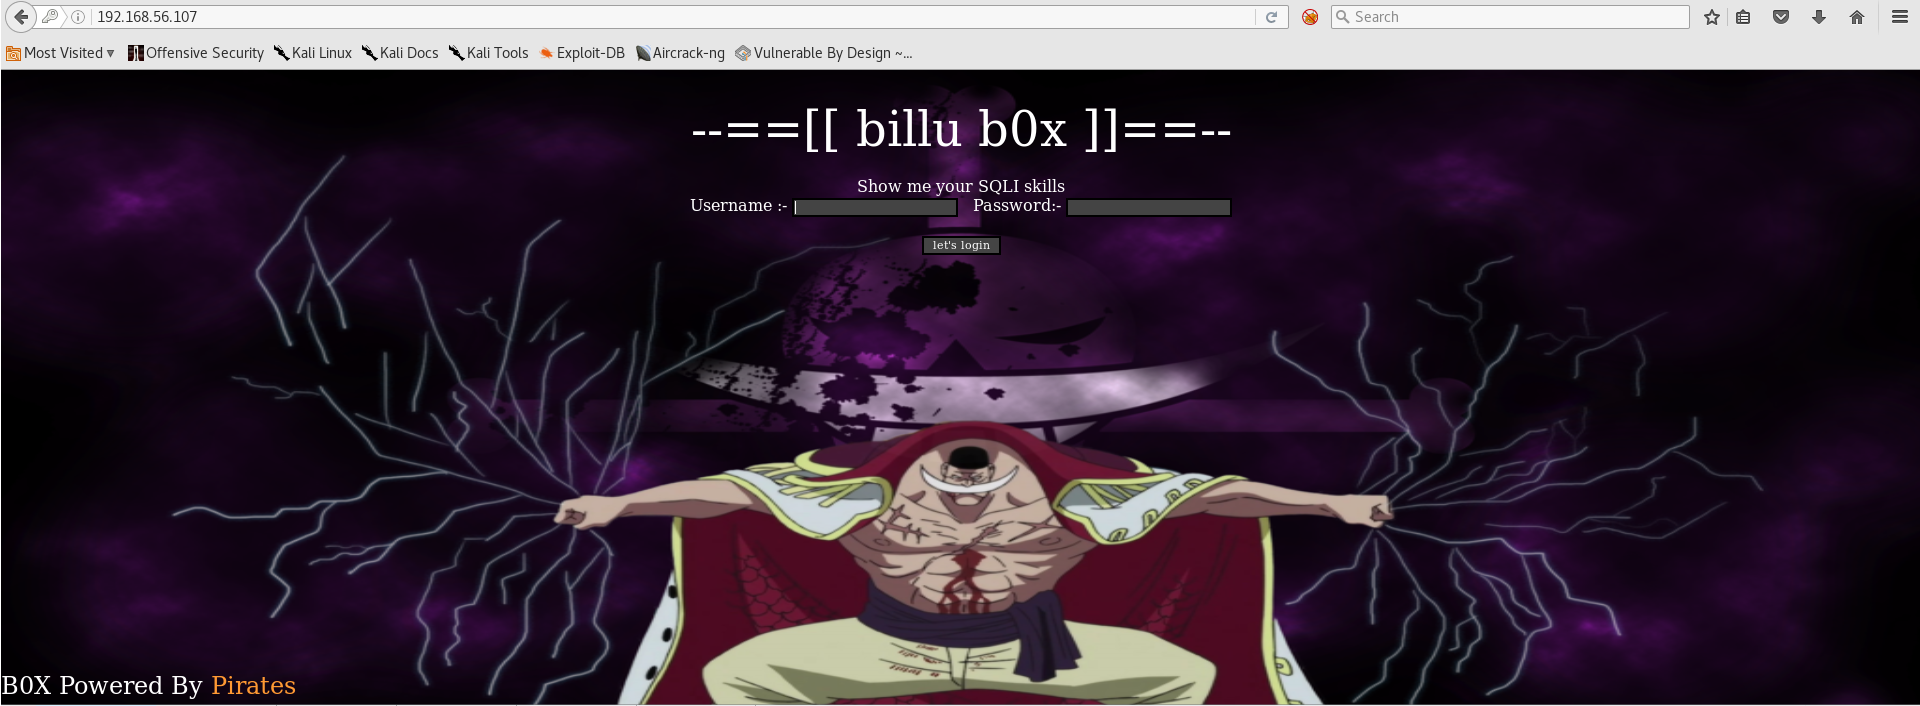 192.168.56.107
Search
Most Visited Offensive Security Kali Linux Kali Docs Kali Tools Exploit-DB Aircrack-ng Vulnerable By Design ~...
--==[[ billu b0x ]]==--
Show me your SQLI skills
Username :- Password:-
let's login
B0X Powered By Pirates